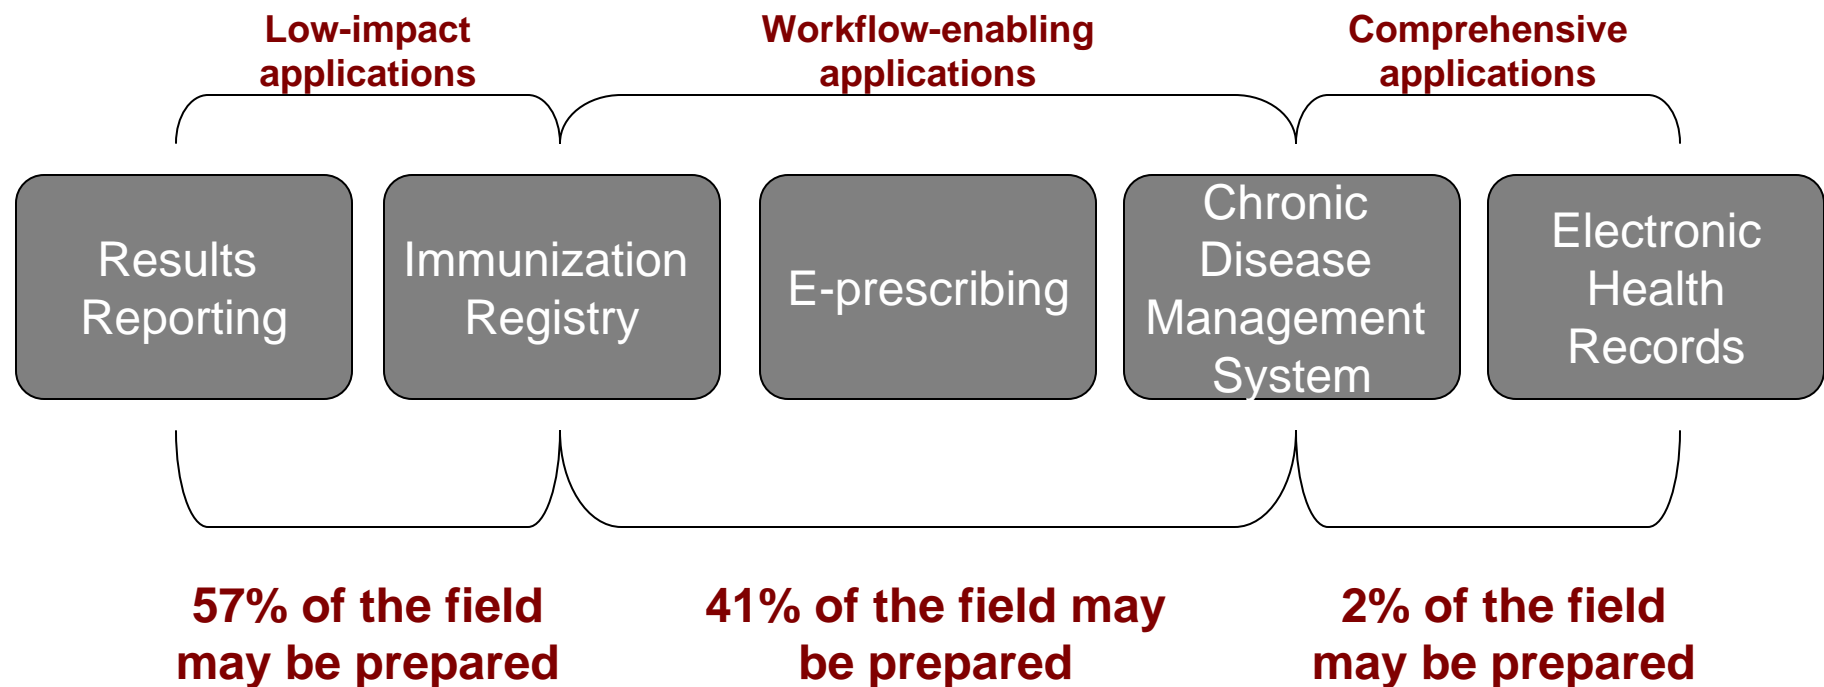 Low-impact
applications
Workflow-enabling
applications
Comprehensive
applications
Results
Reporting
Immunization
Registry
E-prescribing
Chronic
Disease
Management
System
Electronic
Health
Records
57% of the field
may be prepared
41% of the field may
be prepared
2% of the field
may be prepared